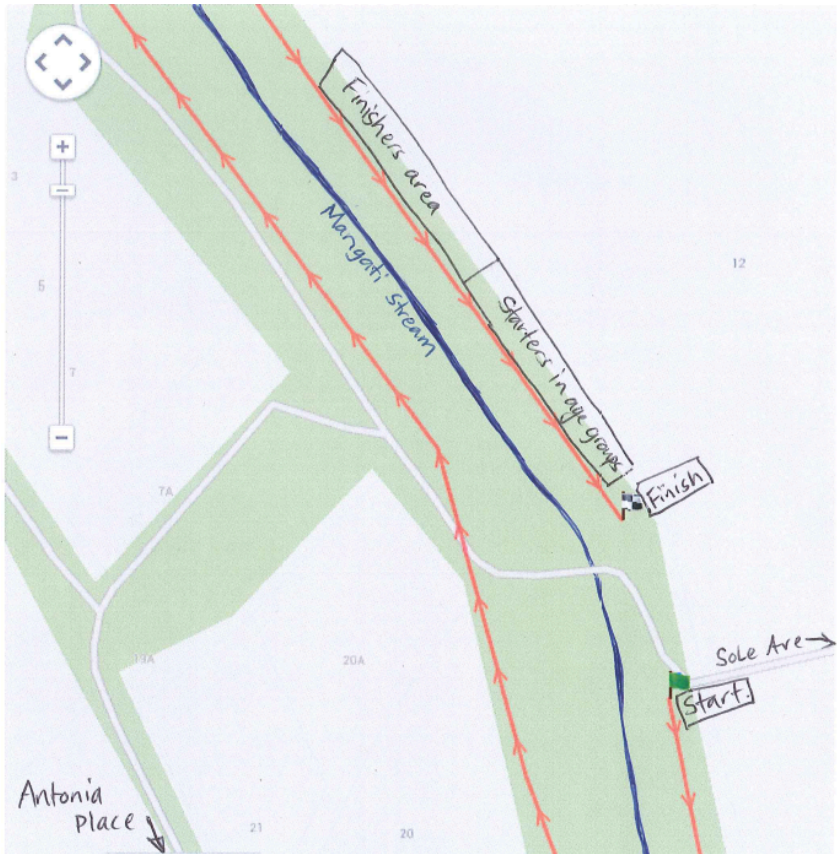 Finishers area
3
Mangati Stream
12
5
Starters in age groups
7
Finish
7A
Sole Ave
19A
20A
Start.
Antonia
Place
21
20